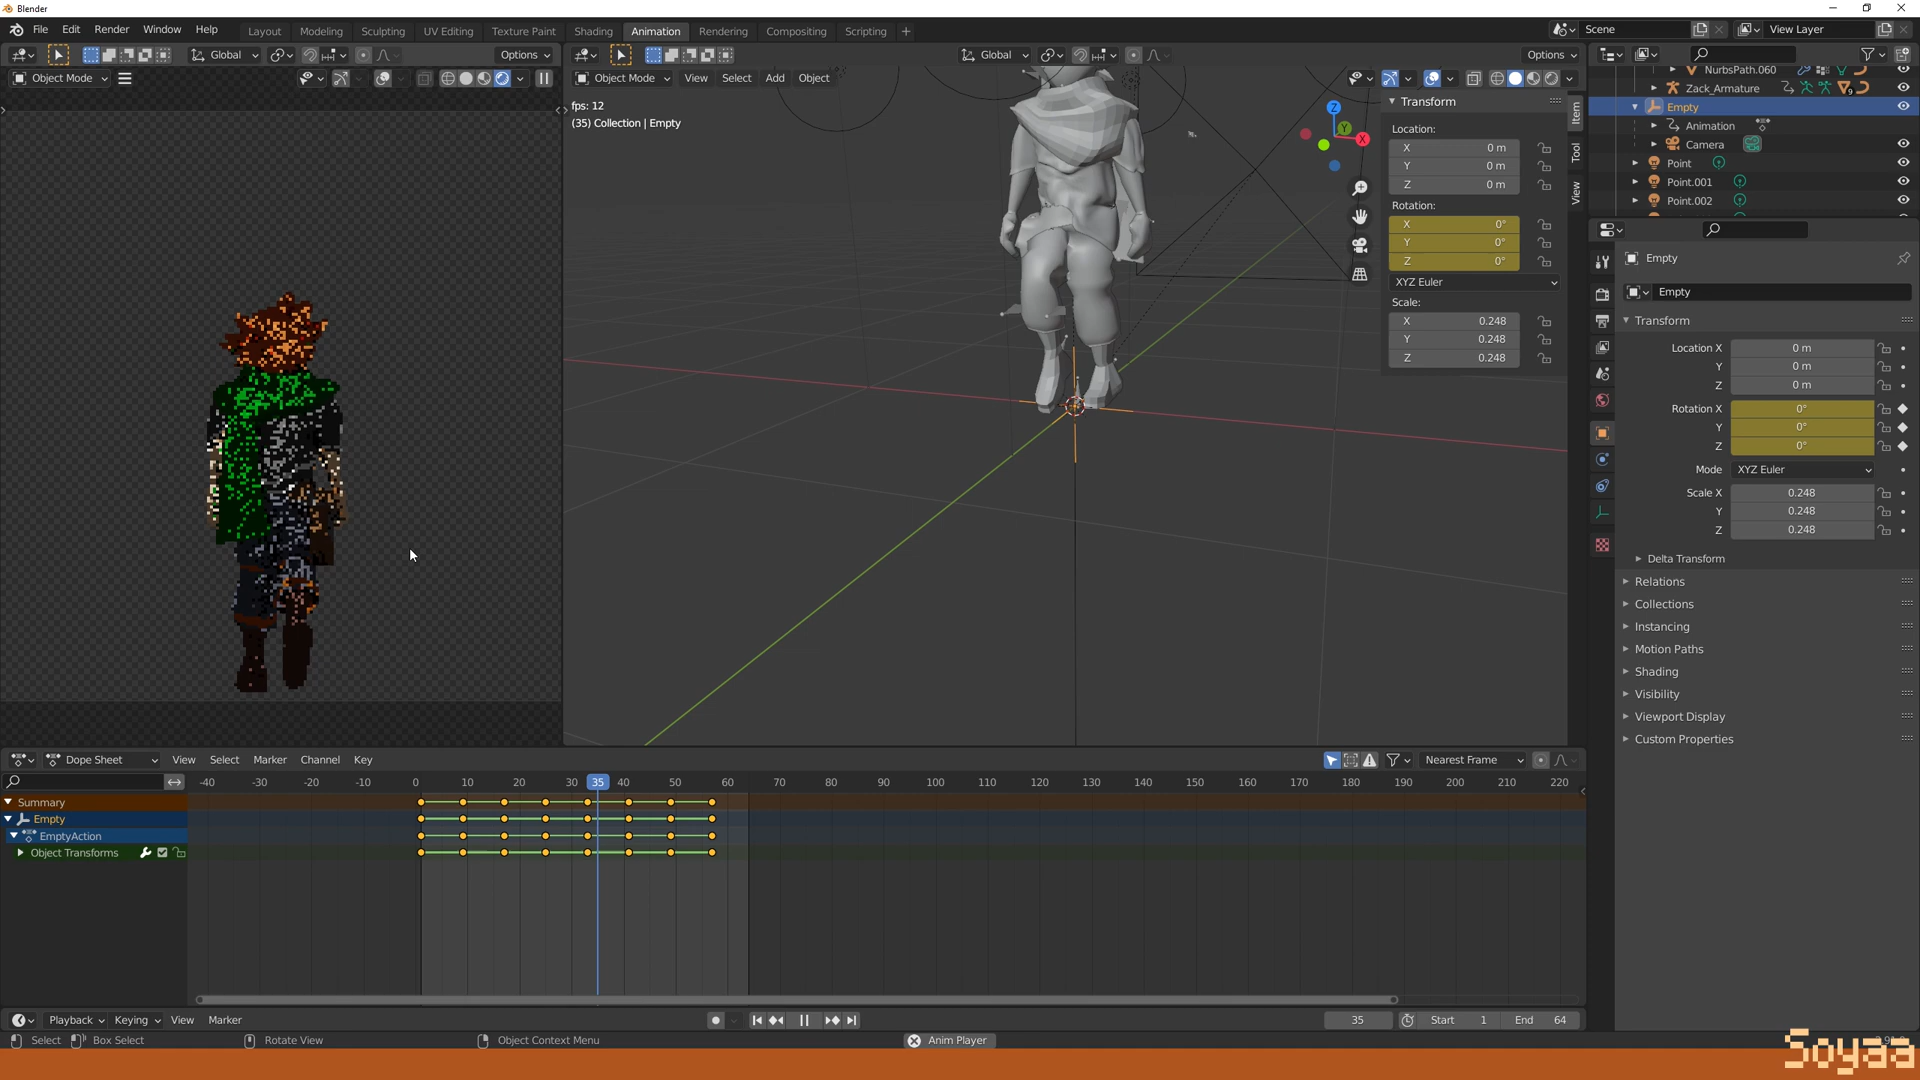 Blender
File Edit Render Window Help Layout Modeling Sculpting UV Editing Texture Paint Shading Animation Rendering Compositing Scripting + Scene View Layer
Global Options Global Options
Object Mode Object Mode View Select Add Object
fps: 12
(35) Collection | Empty
Z
Y
X
Transform
Location:
X 0 m
Y 0 m
Z 0 m
Rotation:
X 0°
Y 0°
Z 0°
XYZ Euler
Scale:
X 0.248
Y 0.248
Z 0.248
Item
Tool
View
NurbsPath.060
Zack_Armature
9
Empty
Animation
Camera
Point
Point.001
Point.002
Empty
Empty
Transform
Location X 0 m
Y 0 m
Z 0 m
Rotation X 0°
Y 0°
Z 0°
Mode XYZ Euler
Scale X 0.248
Y 0.248
Z 0.248
Delta Transform
Relations
Collections
Instancing
Motion Paths
Shading
Visibility
Viewport Display
Custom Properties
Dope Sheet View Select Marker Channel Key Nearest Frame
-40 -30 -20 -10 0 10 20 30 35 40 50 60 70 80 90 100 110 120 130 140 150 160 170 180 190 200 210 220
Summary
Empty
EmptyAction
Object Transforms
Playback Keying View Marker 35 Start 1 End 64
Select Box Select Rotate View Object Context Menu Anim Player
Soyaa